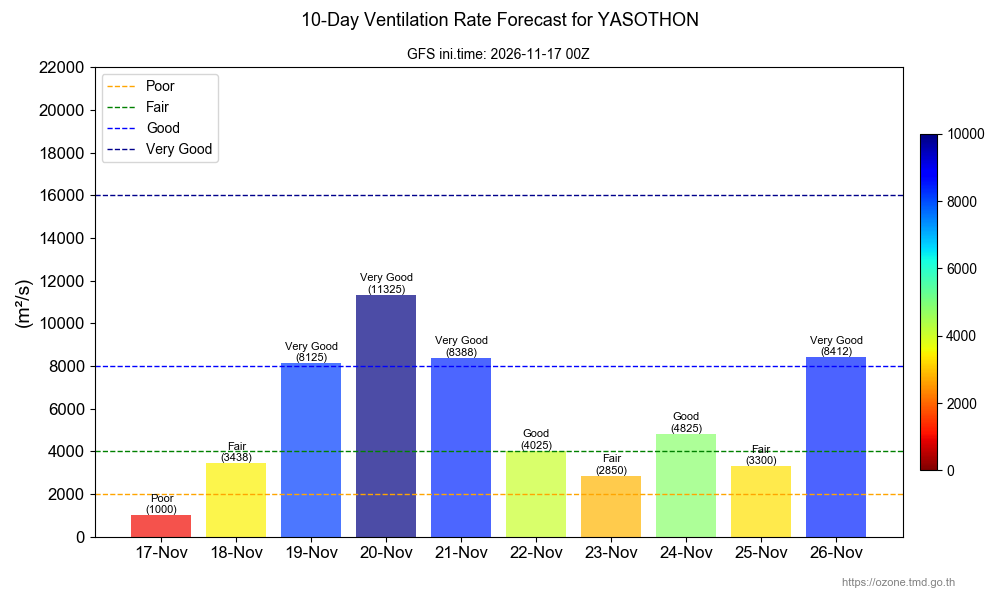 10-Day Ventilation Rate Forecast for YASOTHON
GFS ini.time: 2026-11-17 00Z
22000
20000
18000
16000
14000
12000
10000
8000
6000
4000
2000
0
(m²/s)
Poor
Fair
Good
Very Good
Poor
(1000)
Fair
(3438)
Very Good
(8125)
Very Good
(11325)
Very Good
(8388)
Good
(4025)
Fair
(2850)
Good
(4825)
Fair
(3300)
Very Good
(8412)
17-Nov 18-Nov 19-Nov 20-Nov 21-Nov 22-Nov 23-Nov 24-Nov 25-Nov 26-Nov
10000
8000
6000
4000
2000
0
https://ozone.tmd.go.th